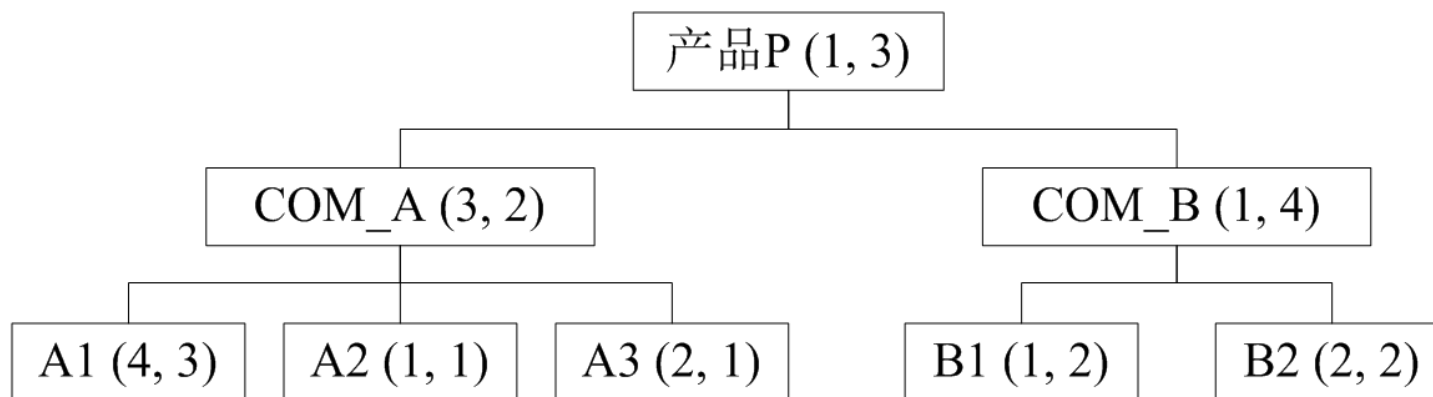 产品P (1, 3)
COM_A (3, 2)
COM_B (1, 4)
A1 (4, 3)
A2 (1, 1)
A3 (2, 1)
B1 (1, 2)
B2 (2, 2)